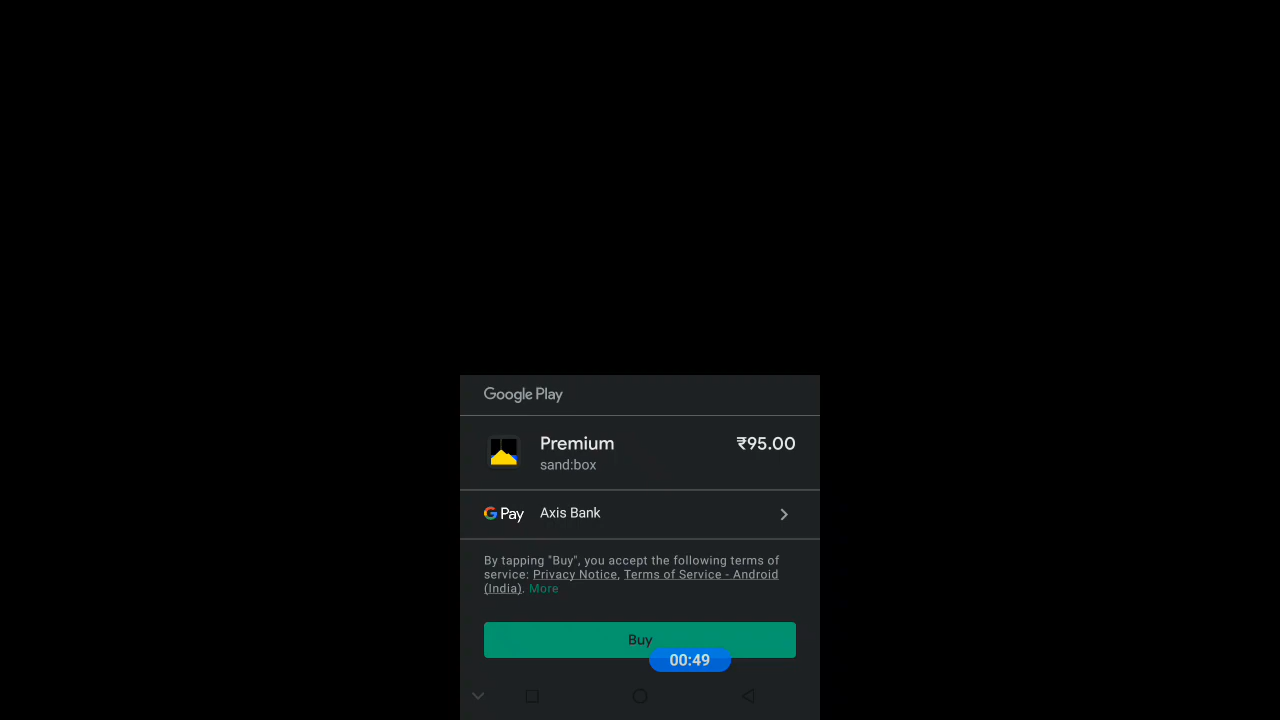 Google Play
Premium
₹95.00
sand:box
G Pay
Axis Bank
By tapping "Buy", you accept the following terms of
service: Privacy Notice, Terms of Service - Android
(India). More
Buy
00:49